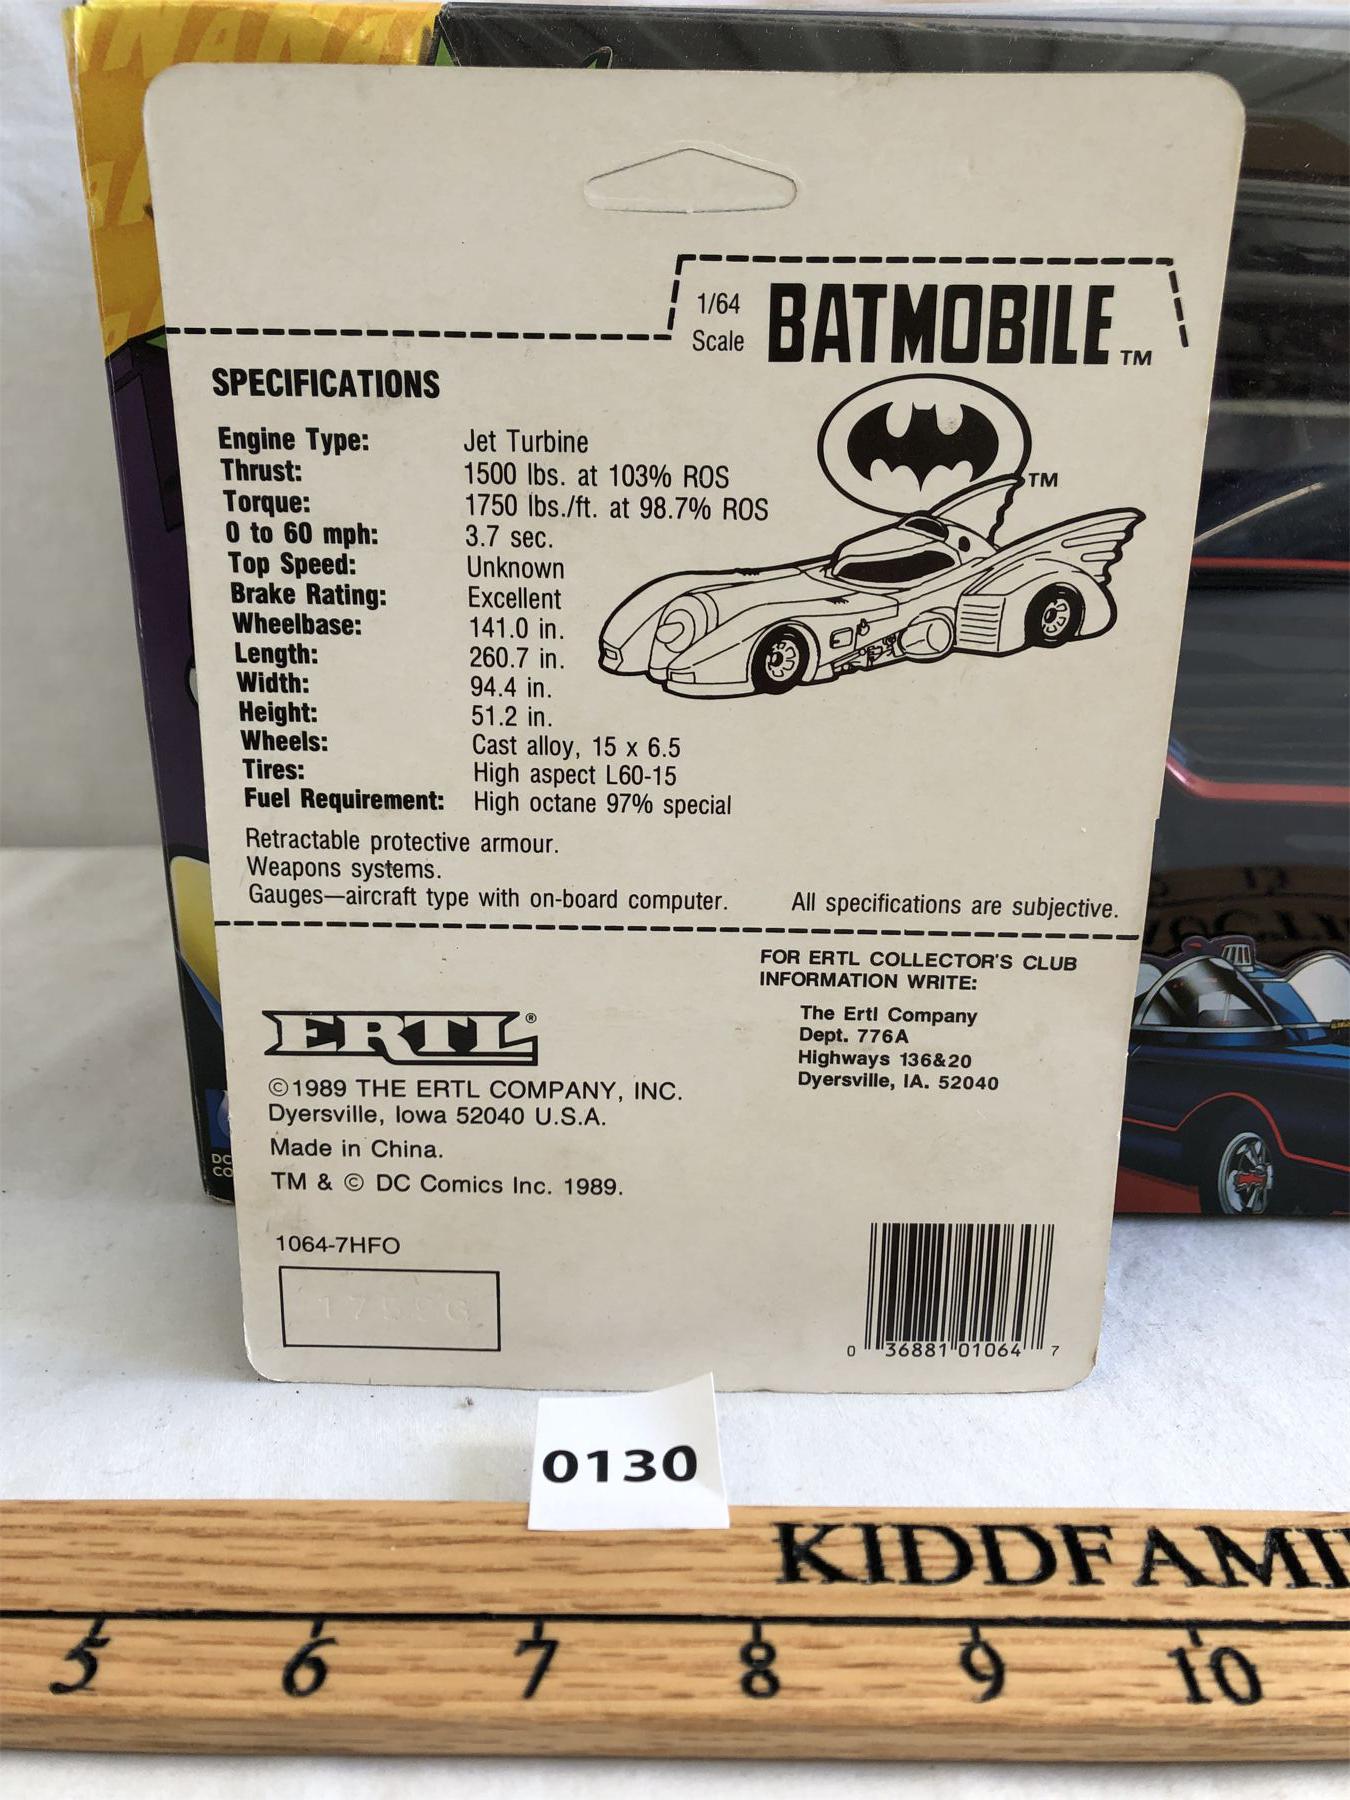 NANA
1/64
Scale
BATMOBILE TM
TM
SPECIFICATIONS
Engine Type: Jet Turbine
Thrust: 1500 lbs. at 103% ROS
Torque: 1750 lbs./ft. at 98.7% ROS
0 to 60 mph: 3.7 sec.
Top Speed: Unknown
Brake Rating: Excellent
Wheelbase: 141.0 in.
Length: 260.7 in.
Width: 94.4 in.
Height: 51.2 in.
Wheels: Cast alloy, 15 x 6.5
Tires: High aspect L60-15
Fuel Requirement: High octane 97% special
Retractable protective armour.
Weapons systems.
Gauges—aircraft type with on-board computer.
All specifications are subjective.
FOR ERTL COLLECTOR'S CLUB
INFORMATION WRITE:
The Ertl Company
Dept. 776A
Highways 136&20
Dyersville, IA. 52040
ERTL®
©1989 THE ERTL COMPANY, INC.
Dyersville, Iowa 52040 U.S.A.
Made in China.
TM & © DC Comics Inc. 1989.
DC
CO
1064-7HFO
0 36881 01064 7
0130
KIDDFAMI
5 6 7 8 9 10